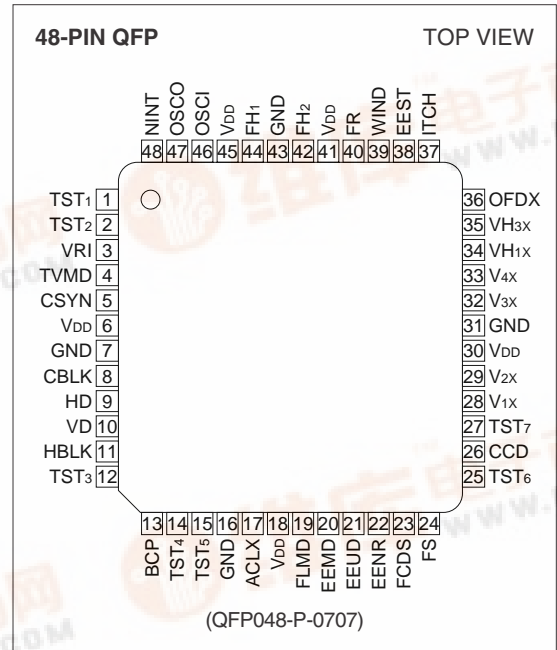 48-PIN QFP TOP VIEW
NINT OSCO OSCI VDD FH1 GND FH2 VDD FR WIND EEST ITCH
48 47 46 45 44 43 42 41 40 39 38 37
TST1 1
TST2 2
VRI 3
TVMD 4
CSYN 5
VDD 6
GND 7
CBLK 8
HD 9
VD 10
HBLK 11
TST3 12
36 OFDX
35 VH3X
34 VH1X
33 V4X
32 V3X
31 GND
30 VDD
29 V2X
28 V1X
27 TST7
26 CCD
25 TST6
13 14 15 16 17 18 19 20 21 22 23 24
BCP TST4 TST5 GND ACLX VDD FLMD EEMD EEUD EENR FCDS FS
(QFP048-P-0707)